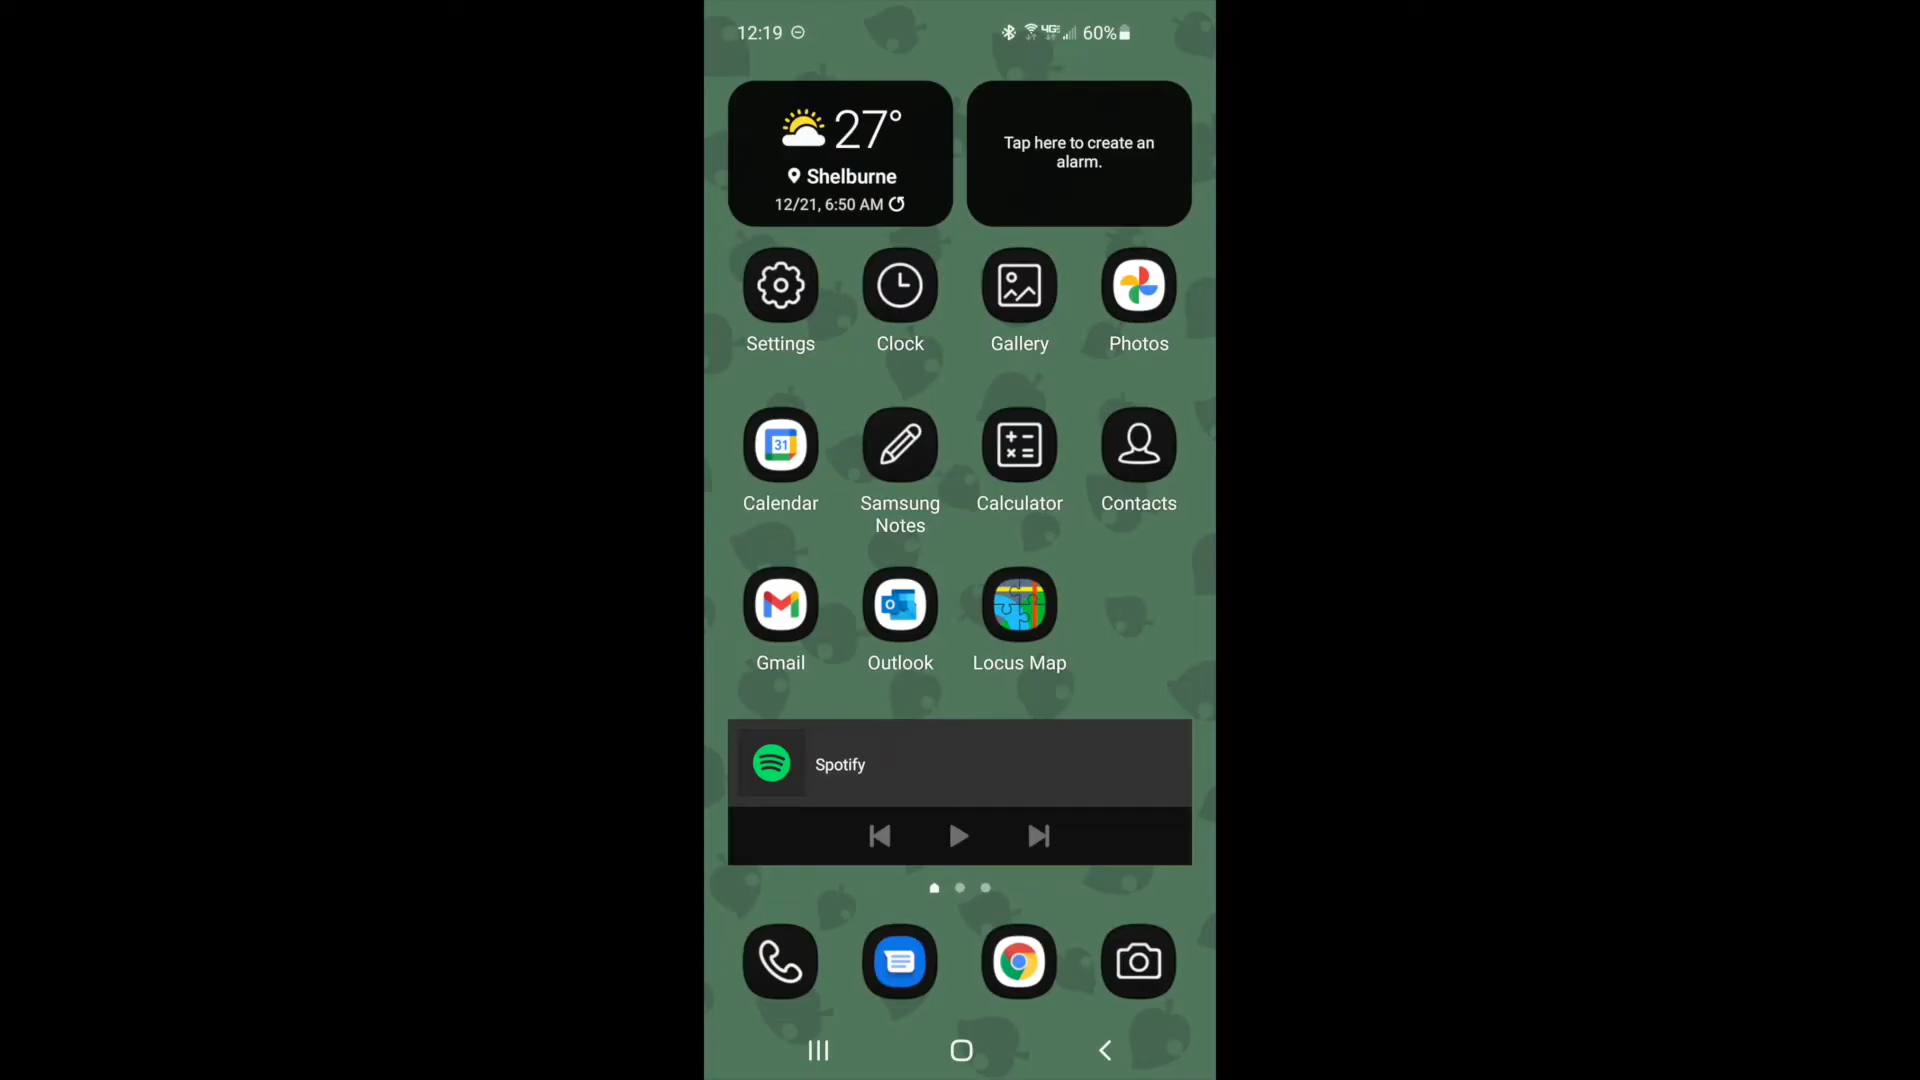 12:19
4GE 60%
27°
Shelburne
12/21, 6:50 AM
Tap here to create an
alarm.
Settings
Clock
Gallery
Photos
31
Calendar
Samsung
Notes
Calculator
Contacts
Gmail
Outlook
Locus Map
Spotify